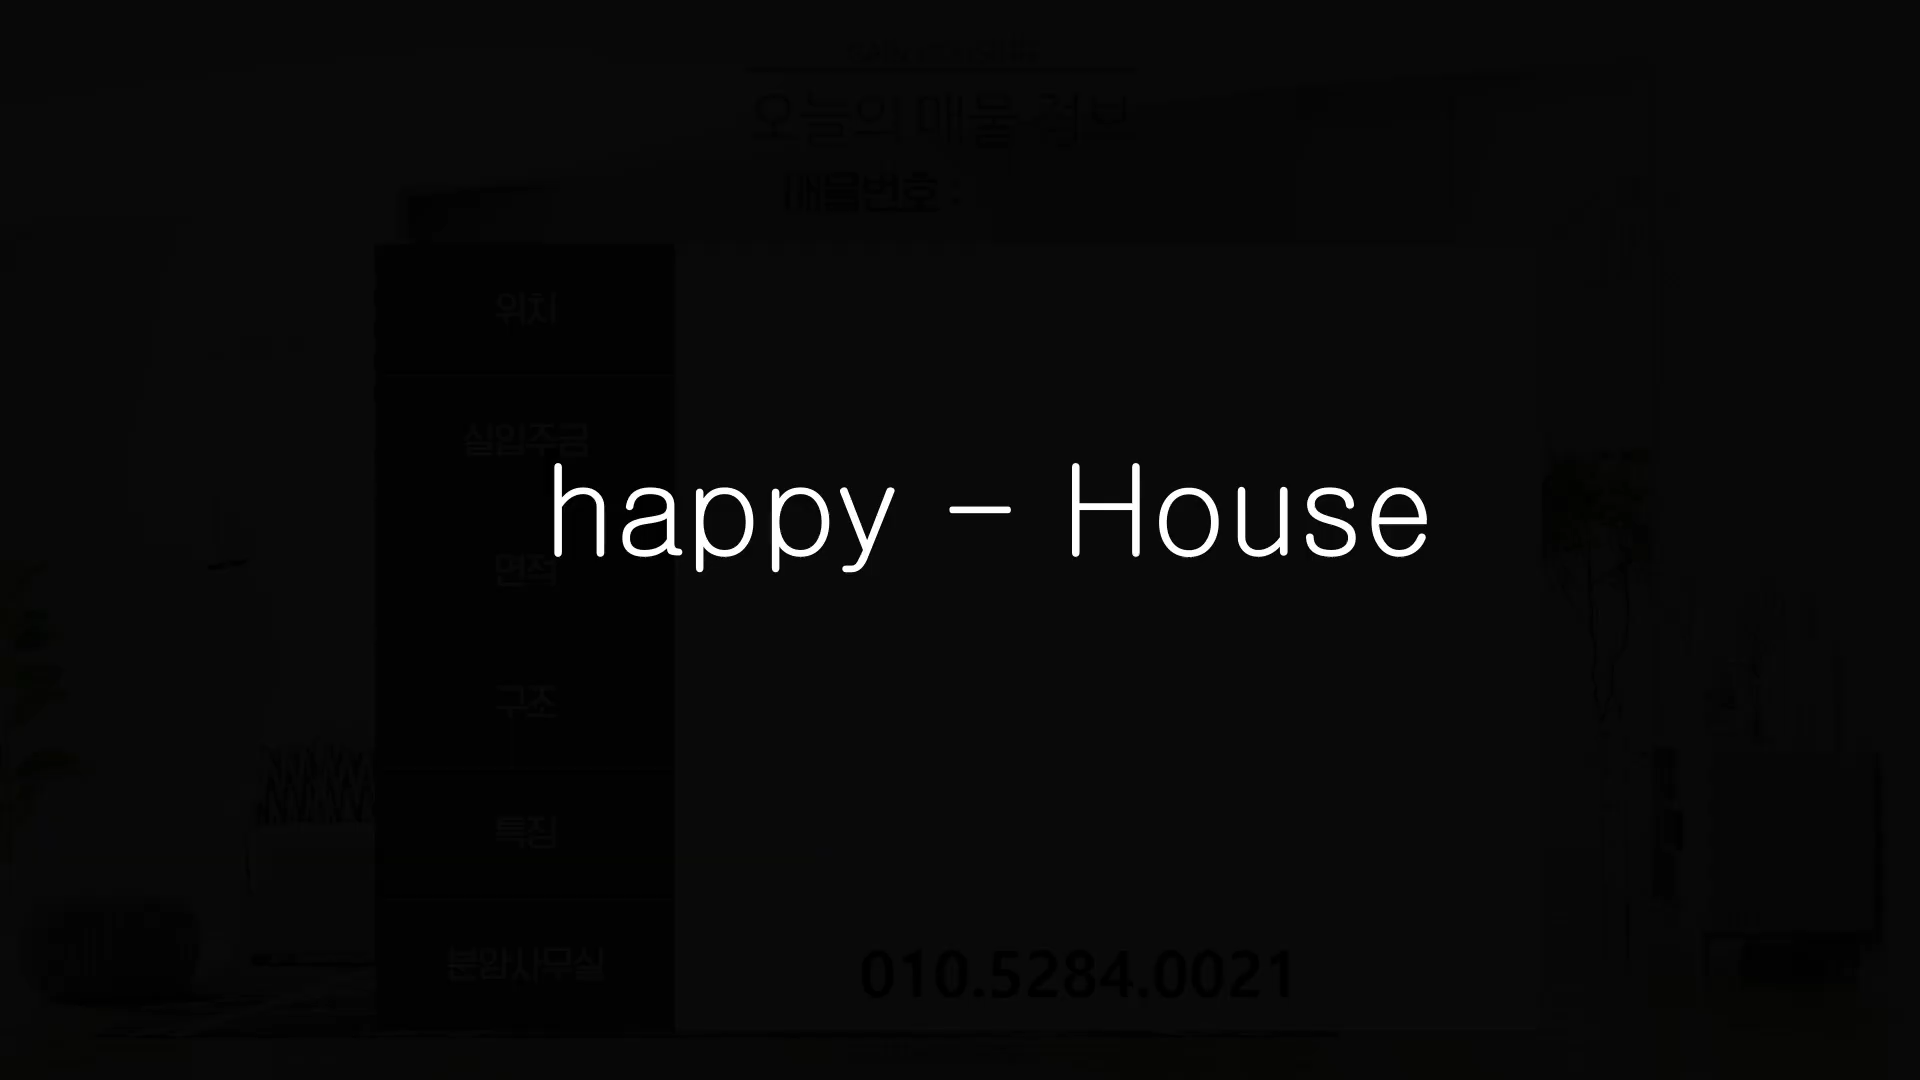 오늘의 매물 정보
매물번호 :
위치
실입주금
happy - House
면적
구조
특징
분양사무실
010.5284.0021